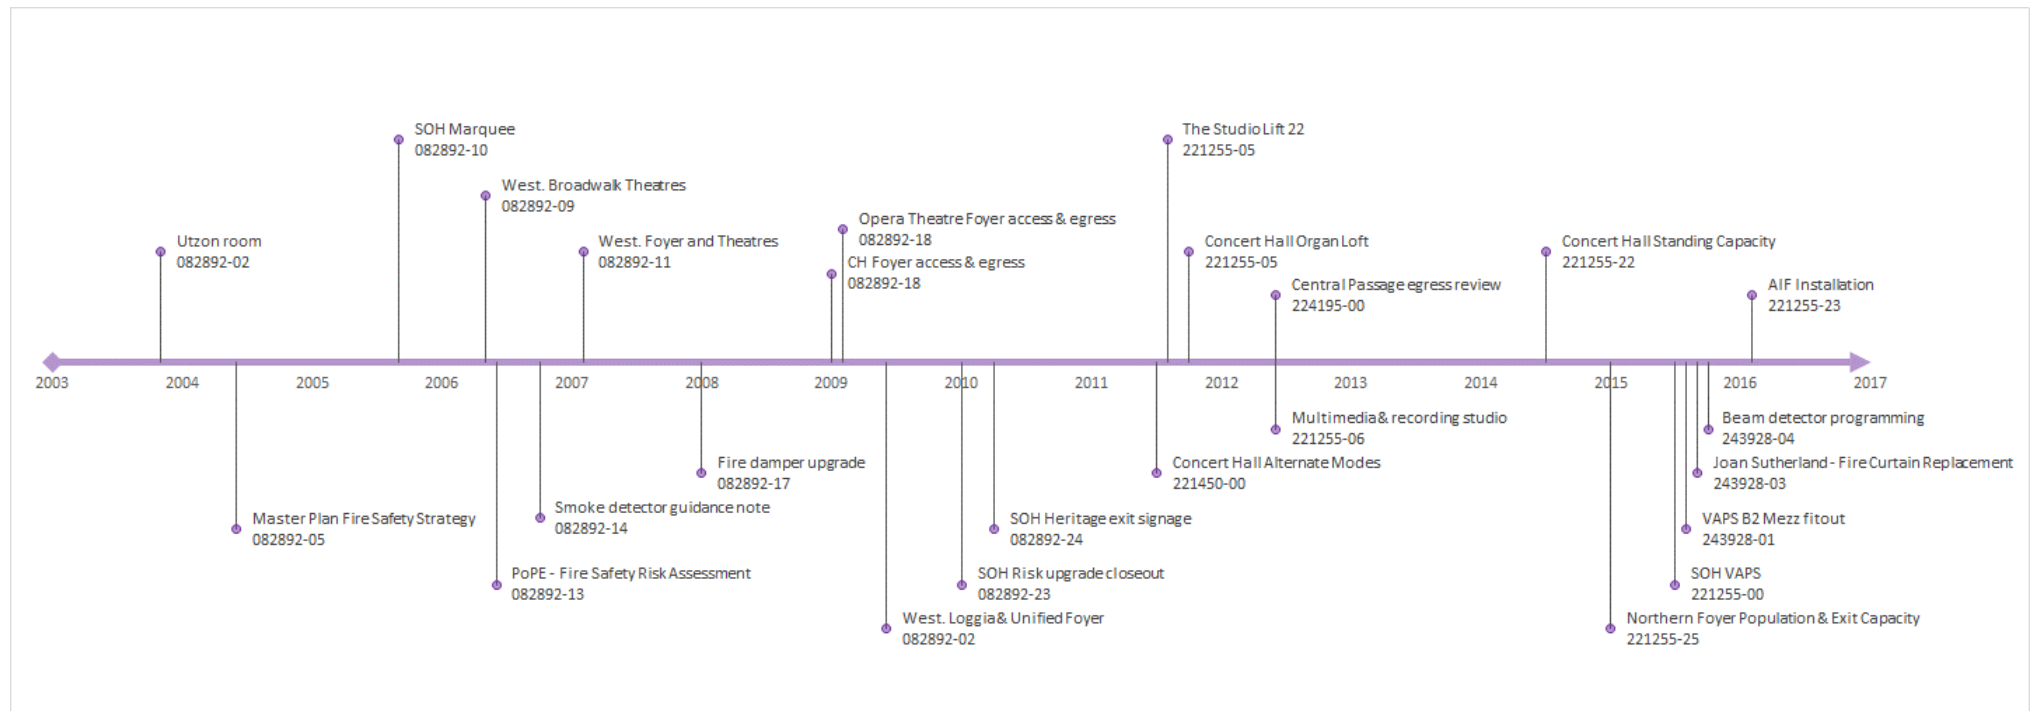 SOH Marquee
082892-10
The Studio Lift 22
221255-05
West. Broadwalk Theatres
082892-09
Opera Theatre Foyer access & egress
082892-18
Utzon room
082892-02
West. Foyer and Theatres
082892-11
CH Foyer access & egress
082892-18
Concert Hall Organ Loft
221255-05
Concert Hall Standing Capacity
221255-22
Central Passage egress review
224195-00
AIF Installation
221255-23
2003 2004 2005 2006 2007 2008 2009 2010 2011 2012 2013 2014 2015 2016 2017
Multimedia & recording studio
221255-06
Beam detector programming
243928-04
Fire damper upgrade
082892-17
Concert Hall Alternate Modes
221450-00
Joan Sutherland - Fire Curtain Replacement
243928-03
Smoke detector guidance note
082892-14
Master Plan Fire Safety Strategy
082892-05
SOH Heritage exit signage
082892-24
VAPS B2 Mezz fitout
243928-01
PoPE - Fire Safety Risk Assessment
082892-13
SOH Risk upgrade closeout
082892-23
SOH VAPS
221255-00
West. Loggia & Unified Foyer
082892-02
Northern Foyer Population & Exit Capacity
221255-25